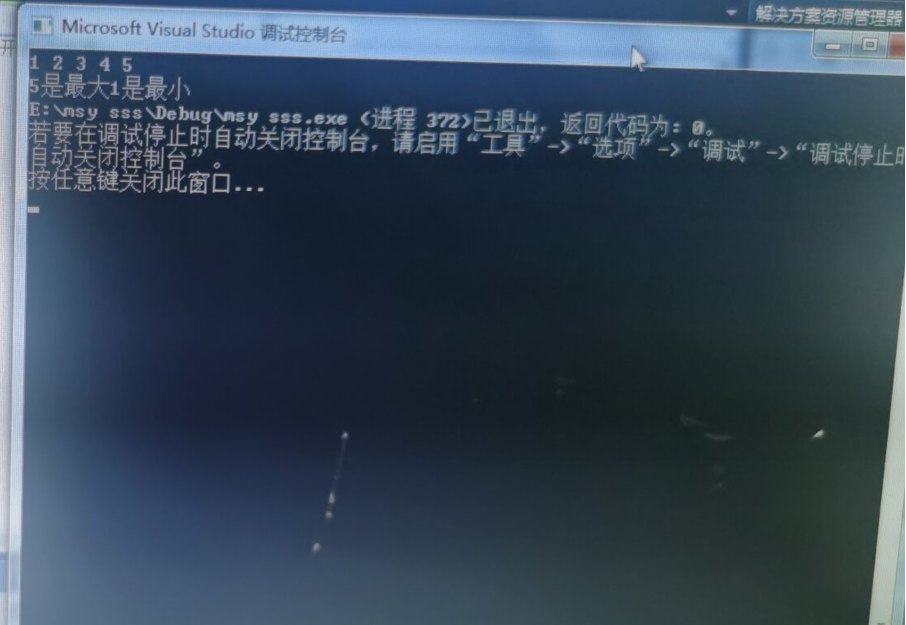 解决方案资源管理器
开
Microsoft Visual Studio 调试控制台
1 2 3 4 5
5是最大1是最小
E:\msy sss\Debug\msy sss.exe (进程 372)已退出，返回代码为: 0。
若要在调试停止时自动关闭控制台，请启用“工具”->“选项”->“调试”->“调试停止时
自动关闭控制台”。
按任意键关闭此窗口...